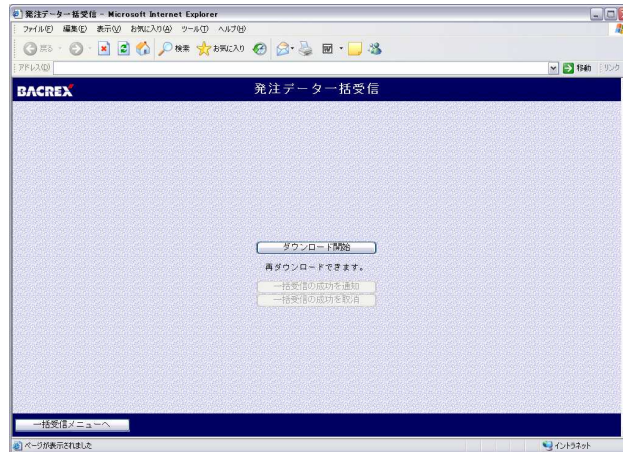 発注データ一括受信 - Microsoft Internet Explorer
ファイル(F) 編集(E) 表示(V) お気に入り(A) ツール(T) ヘルプ(H)
戻る 検索 お気に入り
アドレス(D) 移動 リンク
BACREX 発注データ一括受信
ダウンロード開始
再ダウンロードできます。
一括受信の成功を通知
一括受信の成功を取消
一括受信メニューへ
ページが表示されました イントラネット